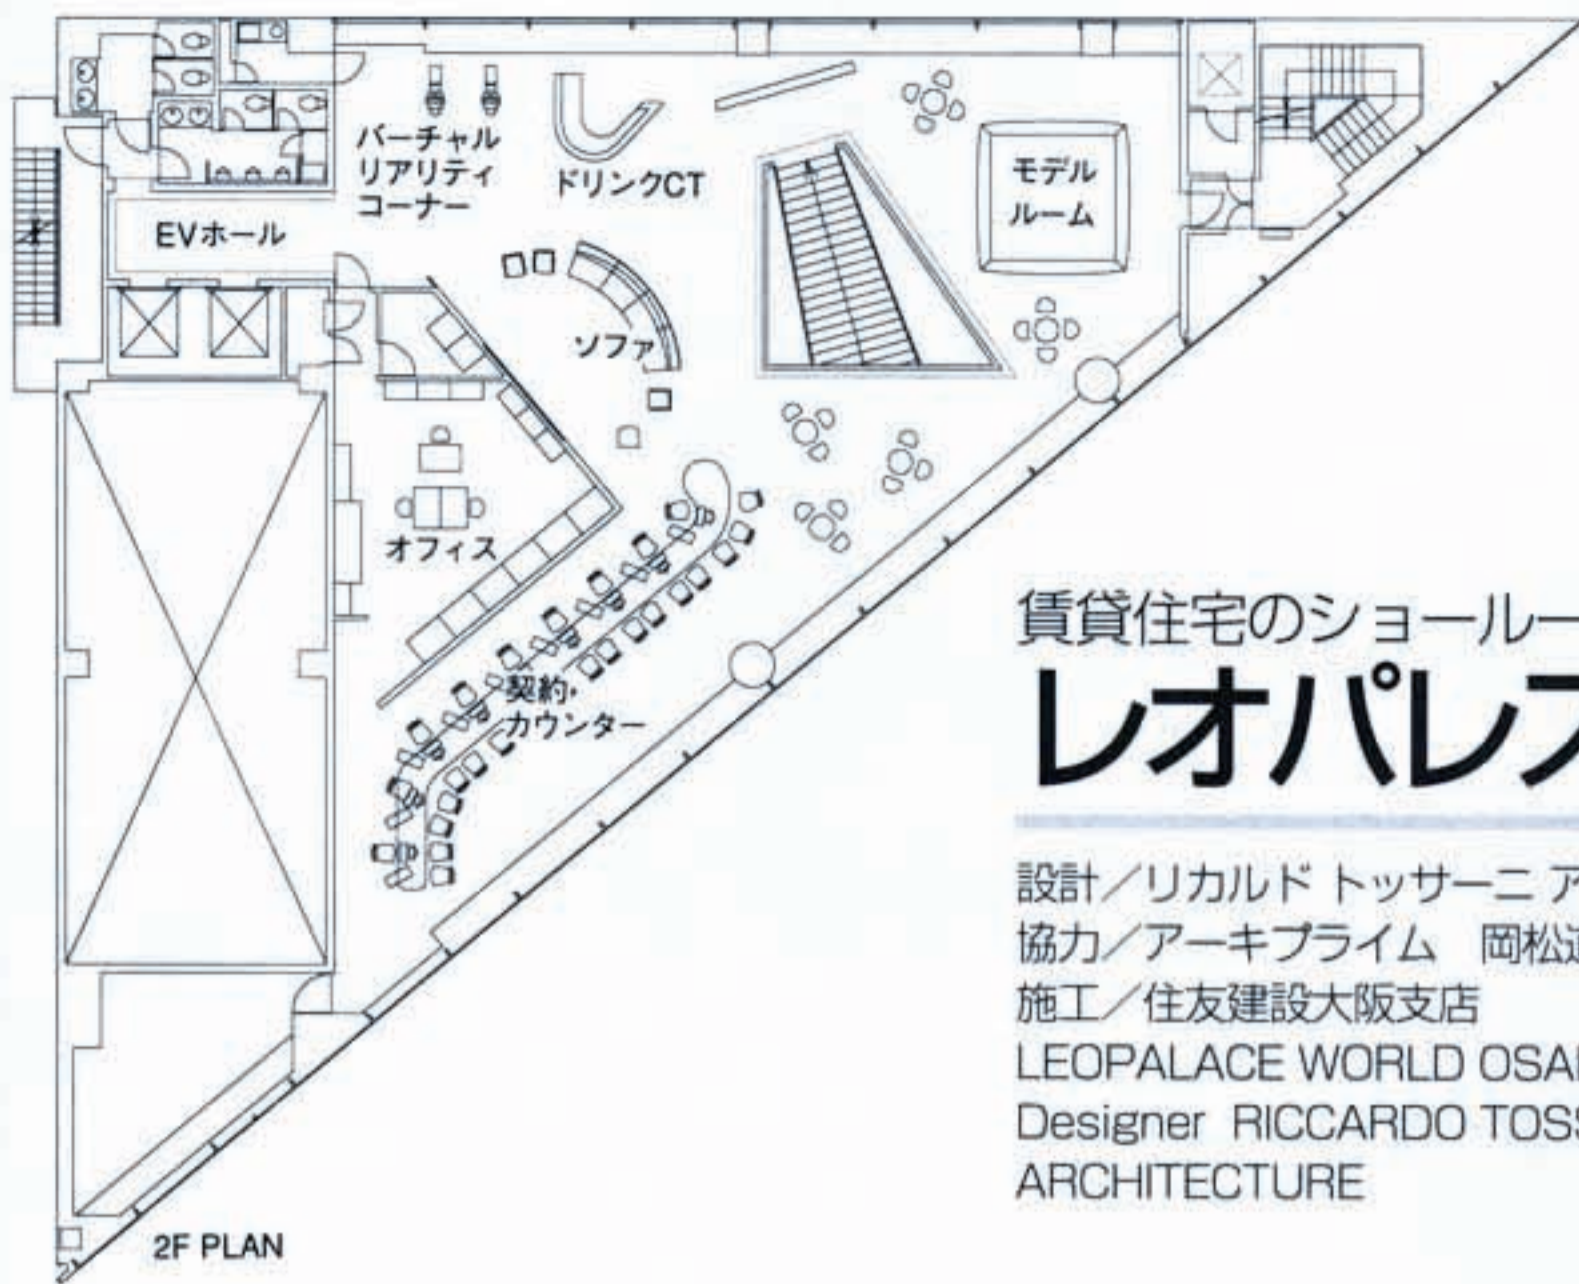 バーチャル
リアリティ
コーナー
ドリンクCT
モデル
ルーム
EVホール
ソファ
オフィス
契約・
カウンター
2F PLAN
賃貸住宅のショールー
レオパレス
設計／リカルド トッサーニ ア
協力／アーキプライム 岡松
施工／住友建設大阪支店
LEOPALACE WORLD OSA
Designer RICCARDO TOSS
ARCHITECTURE